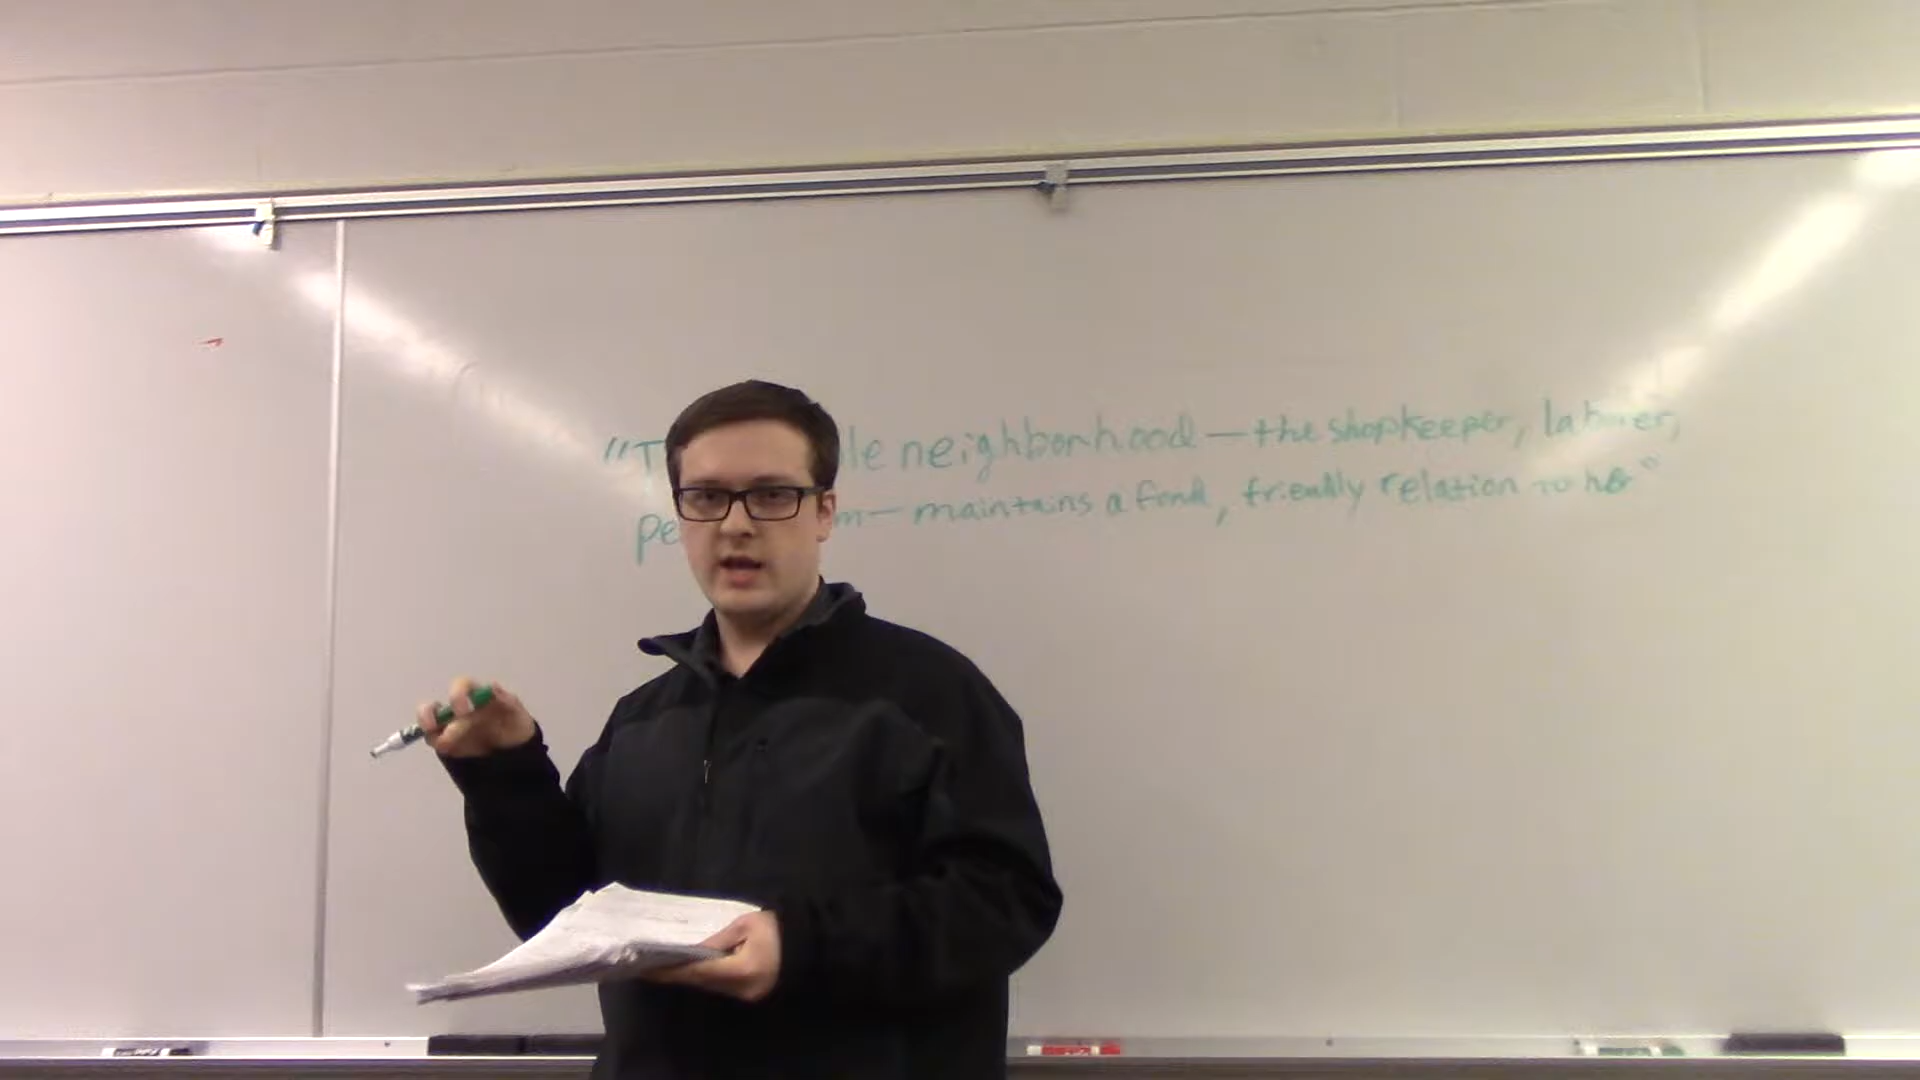 "T le neighborhood — the shopkeeper, laborer,
pe m — maintains a fond, friendly relation to her"